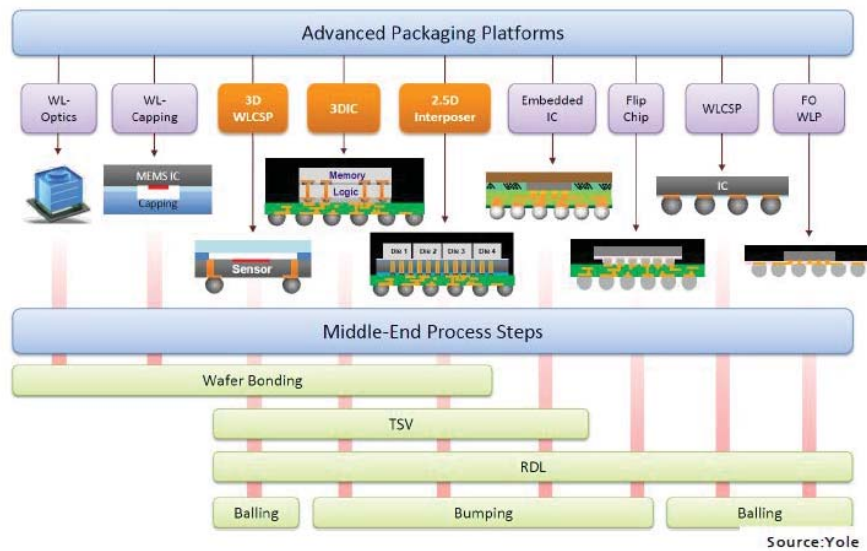 Advanced Packaging Platforms
WL-
Optics
WL-
Capping
3D
WLCSP
3DIC
2.5D
Interposer
Embedded
IC
Flip
Chip
WLCSP
FO
WLP
MEMS IC
Capping
Memory
Logic
IC
Sensor
Die 1
Die 2
Die 3
Die 4
Middle-End Process Steps
Wafer Bonding
TSV
RDL
Balling
Bumping
Balling
Source:Yole